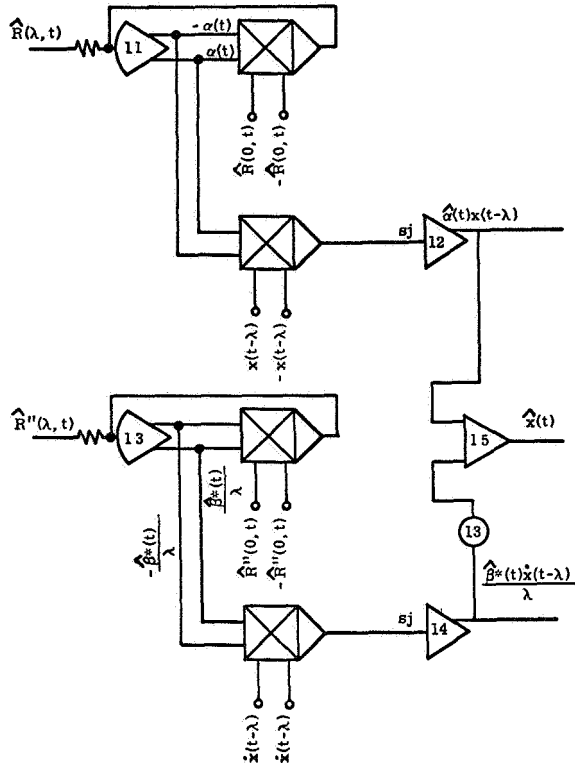 R̂(λ, t)
11
-α(t)
α(t)
R̂(0, t)
-R̂(0, t)
sj
12
α̂(t)x(t-λ)
x(t-λ)
-x(t-λ)
R̂"(λ, t)
13
15
x̂(t)
β̂*(t)/λ
-β̂*(t)/λ
R̂"(0, t)
-R̂"(0, t)
13
β̂*(t)ẋ(t-λ)/λ
sj
14
ẋ(t-λ)
ẋ(t-λ)